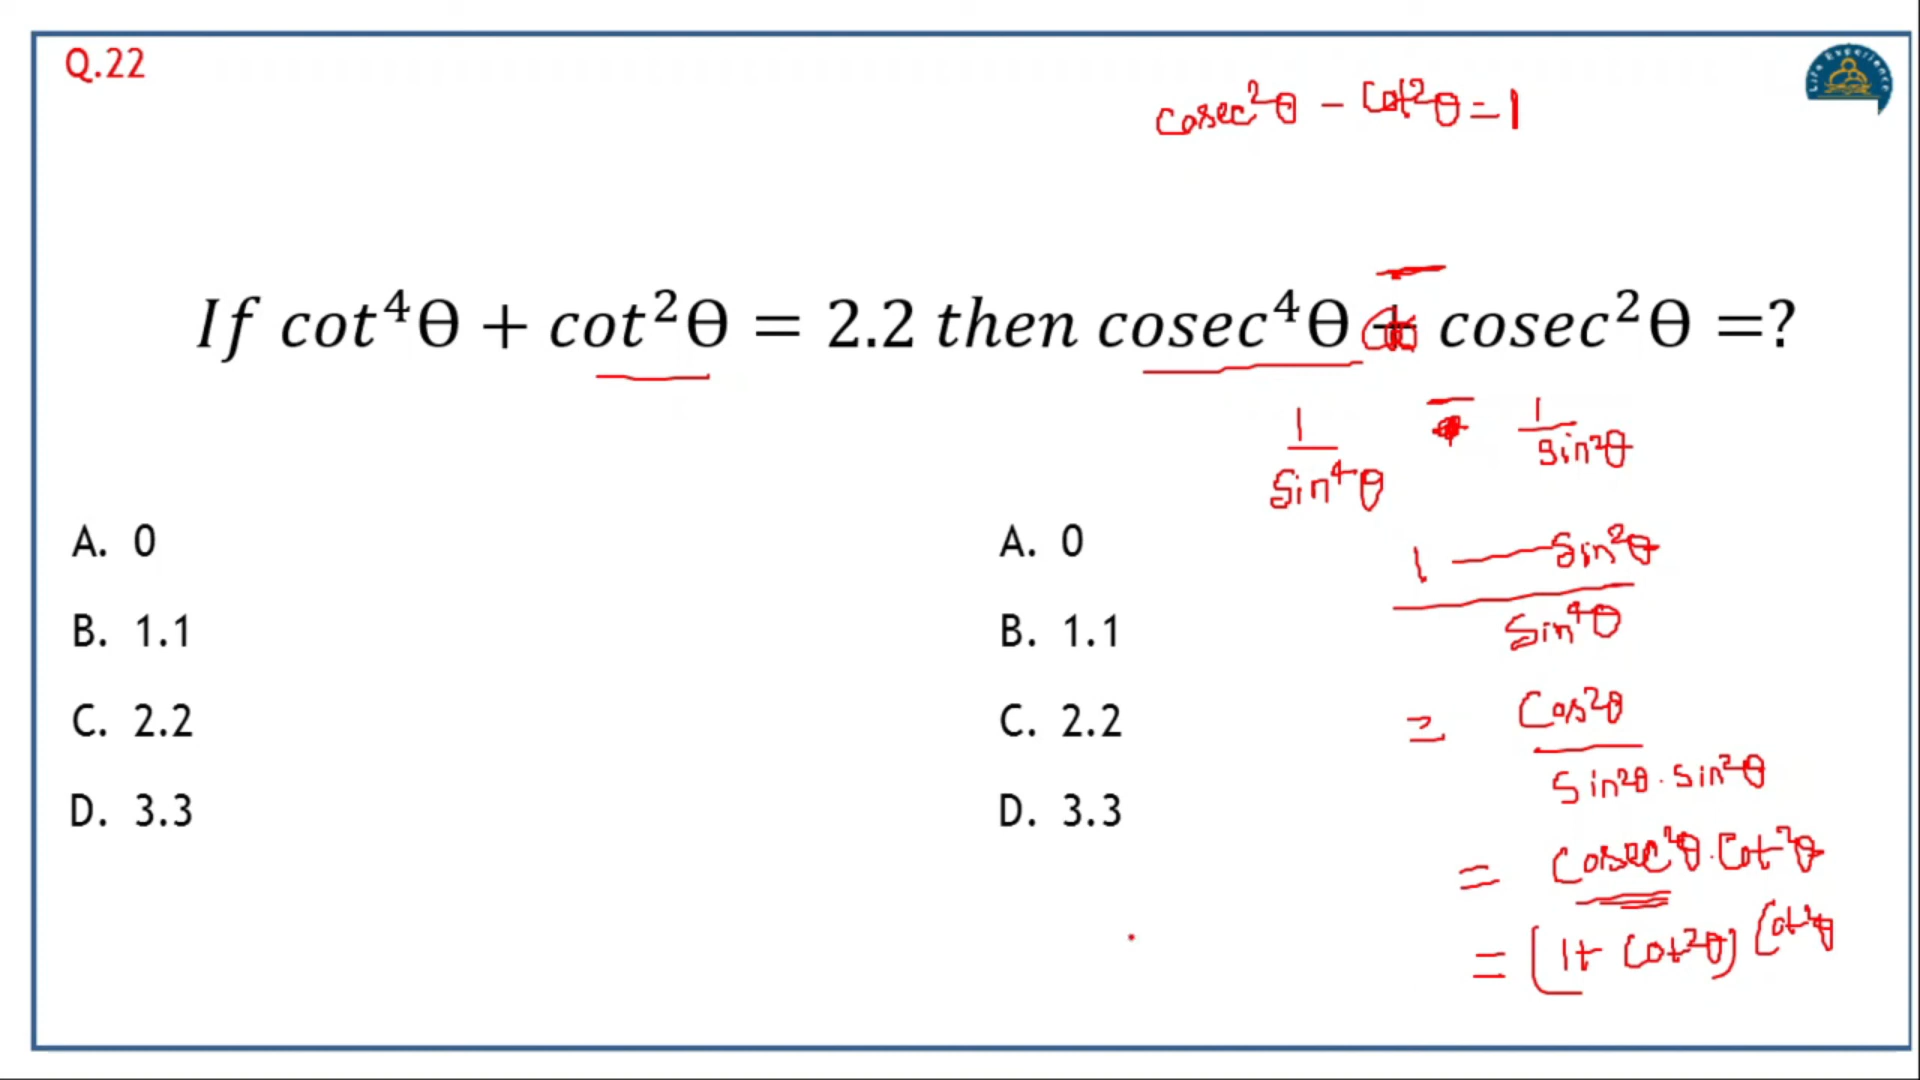 Q.22
Life Experience
cosec²θ − cot²θ = 1
If cot⁴θ + cot²θ = 2.2 then cosec⁴θ + cosec²θ =?
−
1/sin⁴θ − 1/sin²θ
A. 0
B. 1.1
C. 2.2
D. 3.3
A. 0
B. 1.1
C. 2.2
D. 3.3
1 − sin²θ
sin⁴θ
= cos²θ
sin²θ . sin²θ
= cosec²θ . cot²θ
= (1+ cot²θ) cot²θ